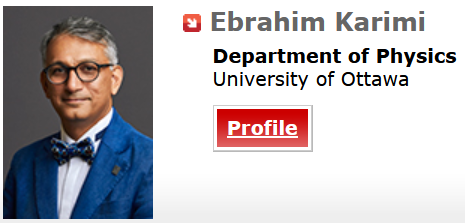 Ebrahim Karimi
Department of Physics
University of Ottawa
Profile